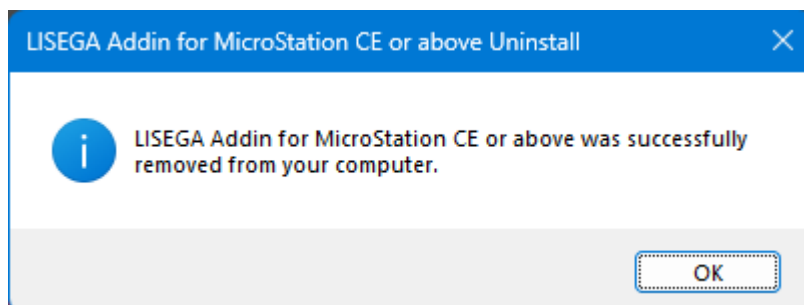 LISEGA Addin for MicroStation CE or above Uninstall
LISEGA Addin for MicroStation CE or above was successfully
removed from your computer.
OK